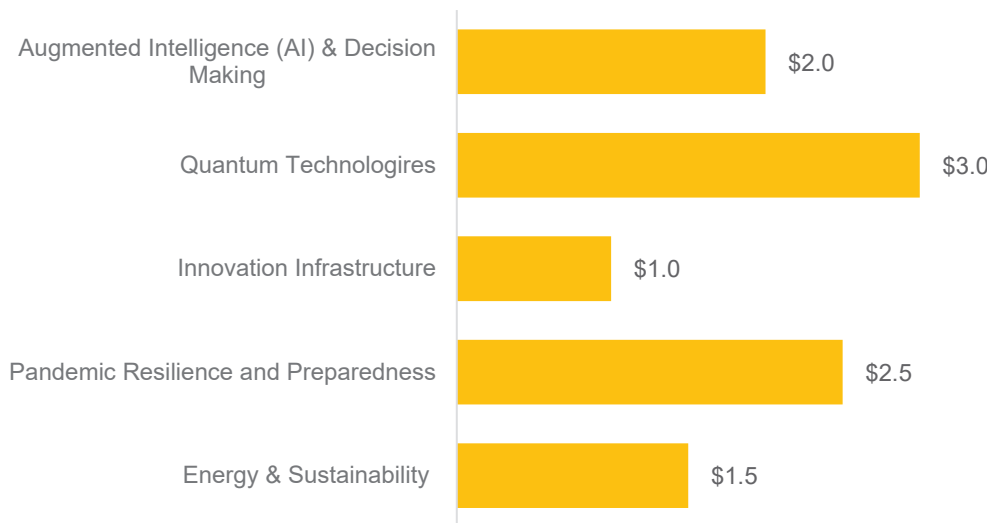 Augmented Intelligence (AI) & Decision
Making
$2.0
Quantum Technologires
$3.0
Innovation Infrastructure
$1.0
Pandemic Resilience and Preparedness
$2.5
Energy & Sustainability
$1.5